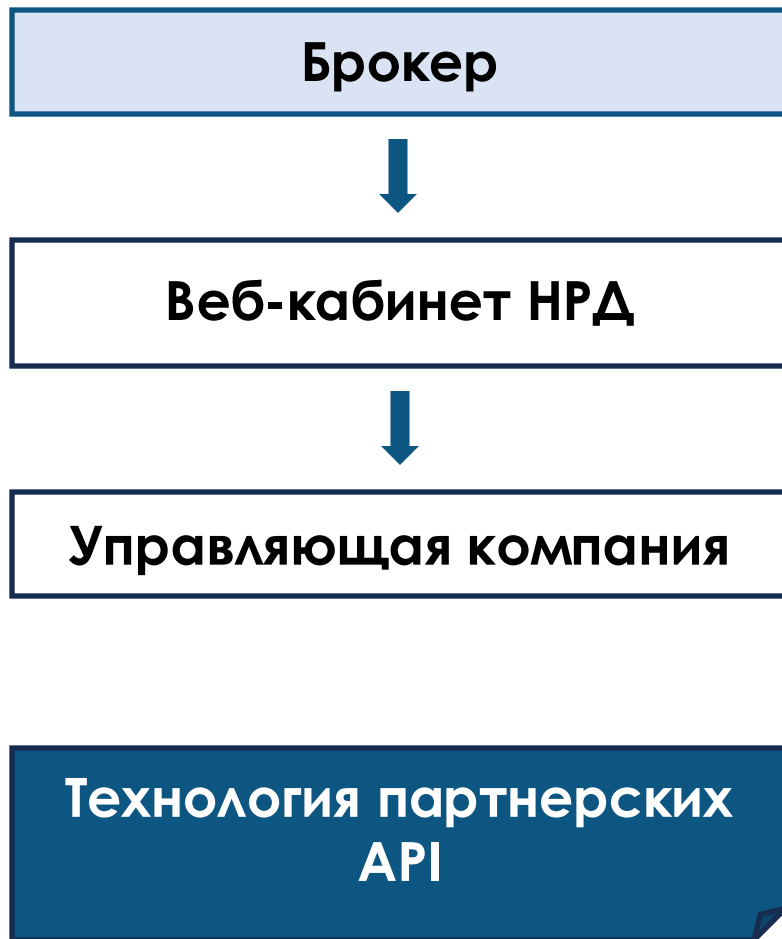 Брокер
Веб-кабинет НРД
Управляющая компания
Технология партнерских
API